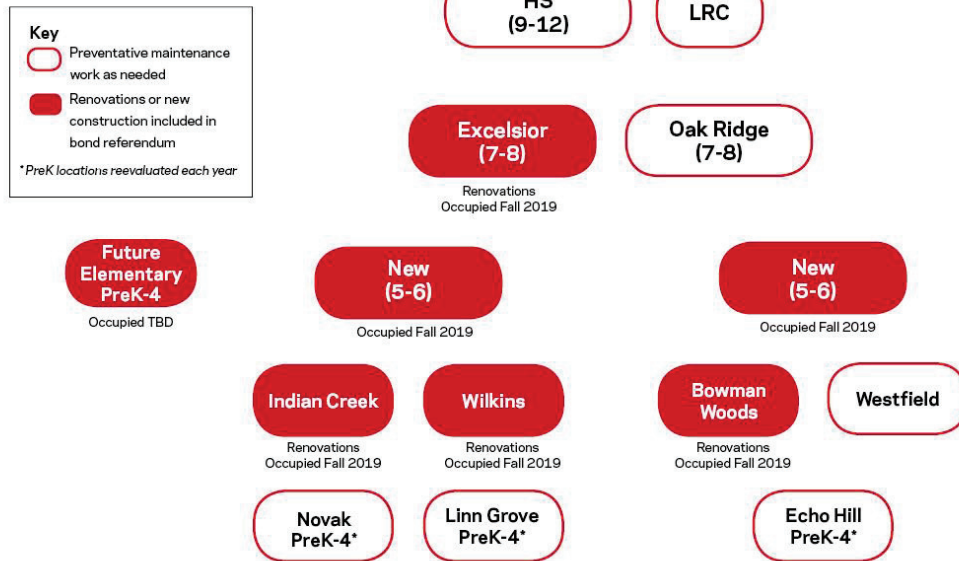 HS
(9-12)
LRC
Key
Preventative maintenance
work as needed
Renovations or new
construction included in
bond referendum
*PreK locations reevaluated each year
Excelsior
(7-8)
Renovations
Occupied Fall 2019
Oak Ridge
(7-8)
Future
Elementary
PreK-4
Occupied TBD
New
(5-6)
Occupied Fall 2019
New
(5-6)
Occupied Fall 2019
Indian Creek
Renovations
Occupied Fall 2019
Wilkins
Renovations
Occupied Fall 2019
Bowman
Woods
Renovations
Occupied Fall 2019
Westfield
Novak
PreK-4*
Linn Grove
PreK-4*
Echo Hill
PreK-4*